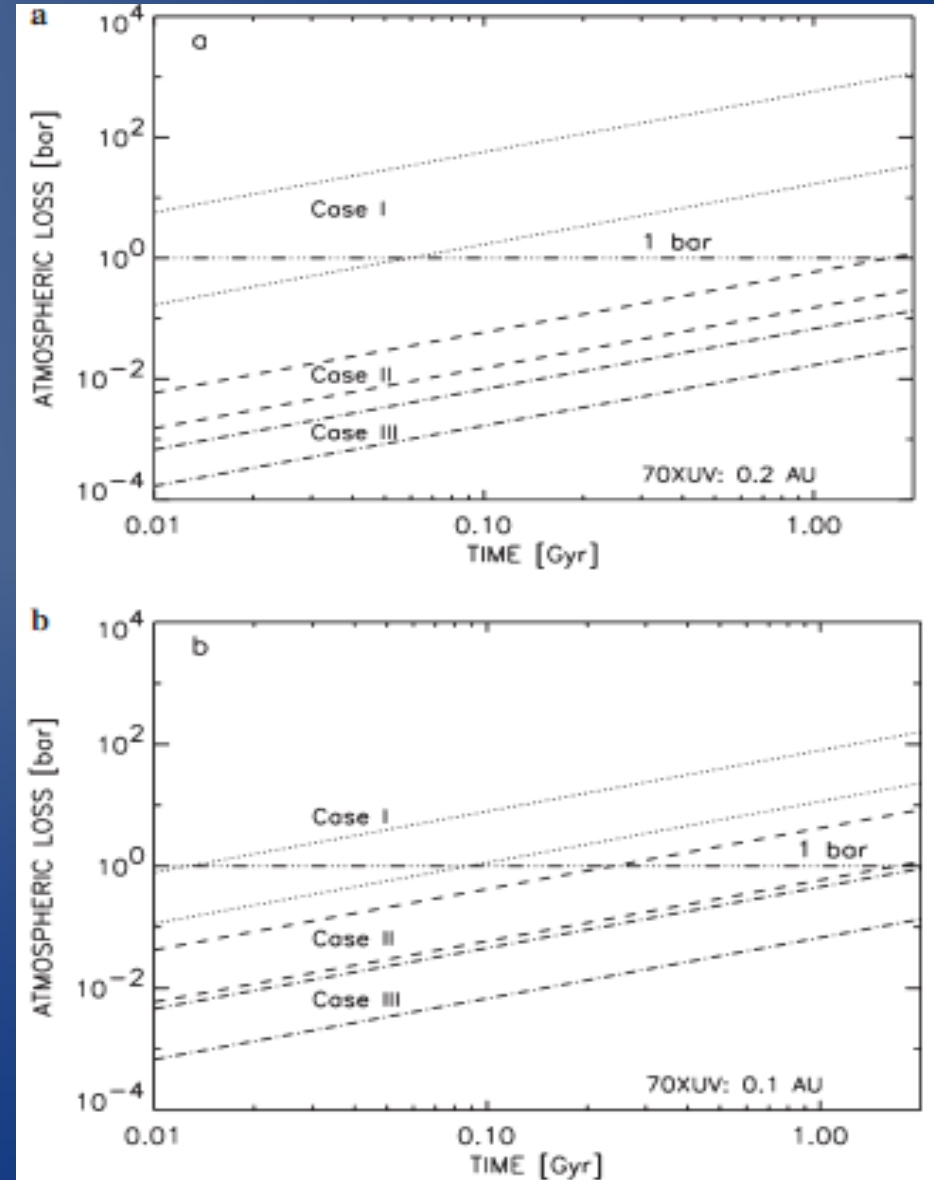 a
a
10^4
10^2
10^0
10^-2
10^-4
ATMOSPHERIC LOSS [bar]
Case I
1 bar
Case II
Case III
70XUV: 0.2 AU
0.01 0.10 1.00
TIME [Gyr]
b
b
10^4
10^2
10^0
10^-2
10^-4
ATMOSPHERIC LOSS [bar]
Case I
1 bar
Case II
Case III
70XUV: 0.1 AU
0.01 0.10 1.00
TIME [Gyr]